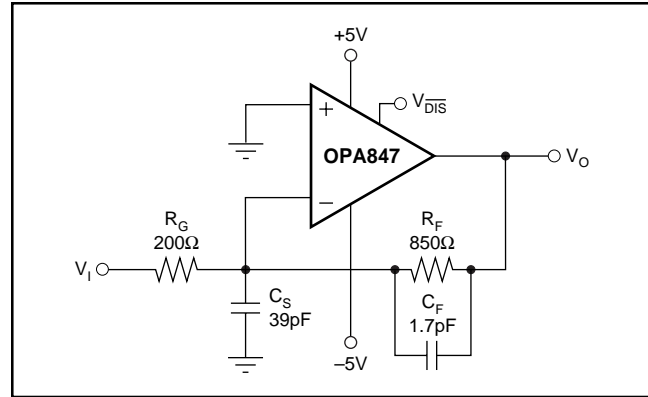 +5V
+
V_DIS
OPA847
V_O
–
R_G
200Ω
R_F
850Ω
V_I
C_S
39pF
C_F
1.7pF
–5V